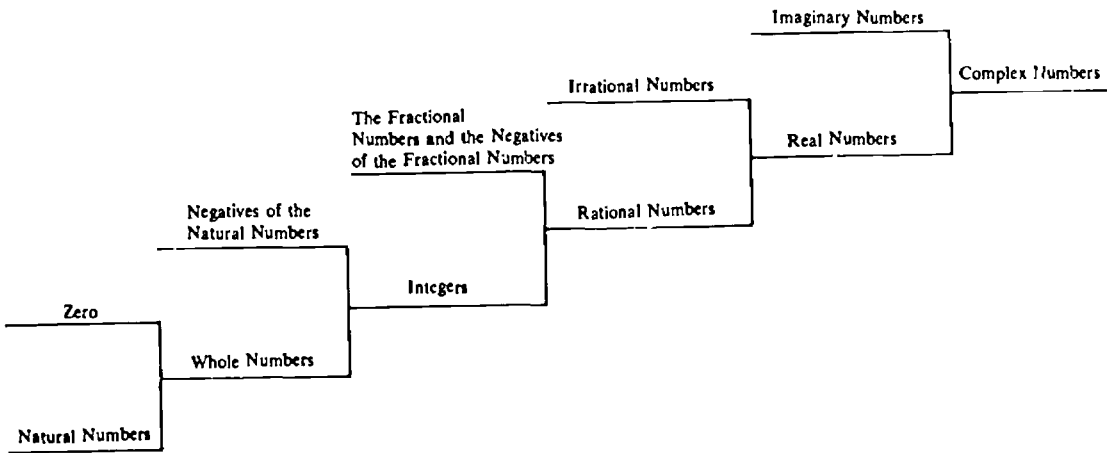 Imaginary Numbers
Complex Numbers
Irrational Numbers
The Fractional
Numbers and the Negatives
of the Fractional Numbers
Real Numbers
Negatives of the
Natural Numbers
Rational Numbers
Integers
Zero
Whole Numbers
Natural Numbers